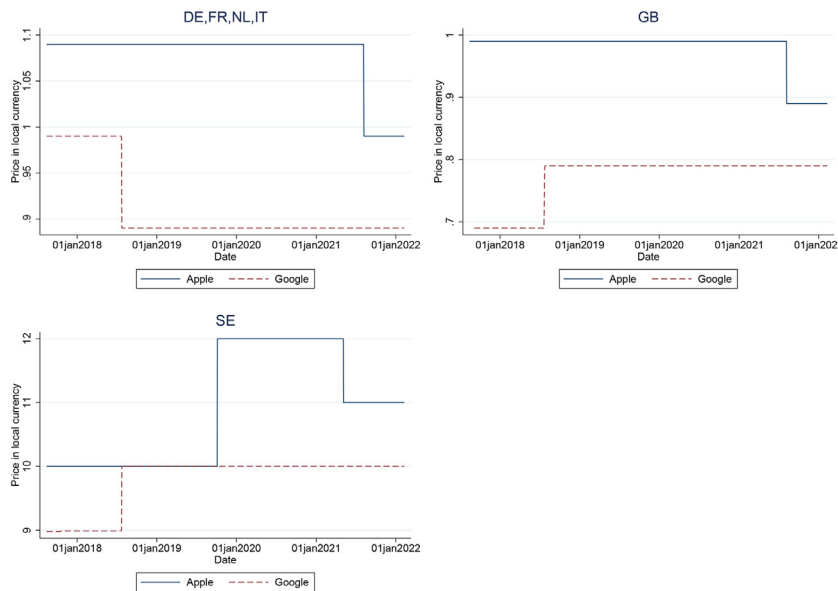 DE,FR,NL,IT
Price in local currency
1.1
1.05
1
.95
.9
01jan2018 01jan2019 01jan2020 01jan2021 01jan2022
Date
Apple Google
GB
Price in local currency
1
.9
.8
.7
01jan2018 01jan2019 01jan2020 01jan2021 01jan202
Date
Apple Google
SE
Price in local currency
12
11
10
9
01jan2018 01jan2019 01jan2020 01jan2021 01jan2022
Date
Apple Google